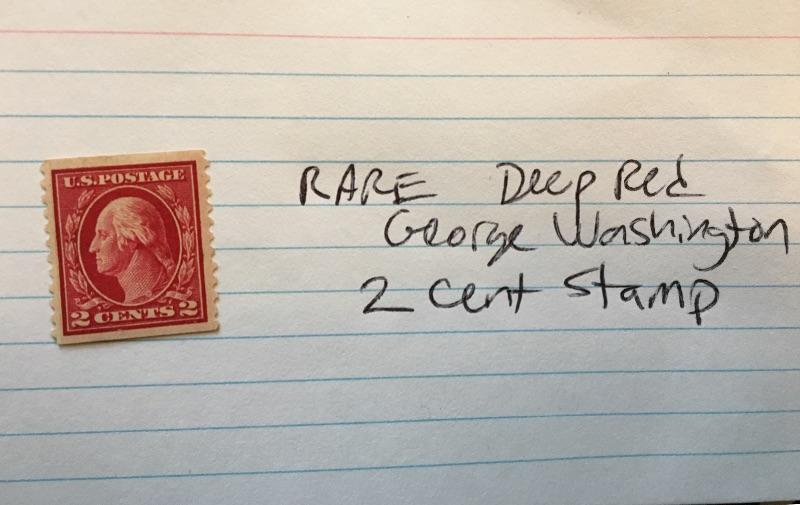 U.S.POSTAGE
2 CENTS 2
RARE Deep Red
George Washington
2 Cent Stamp